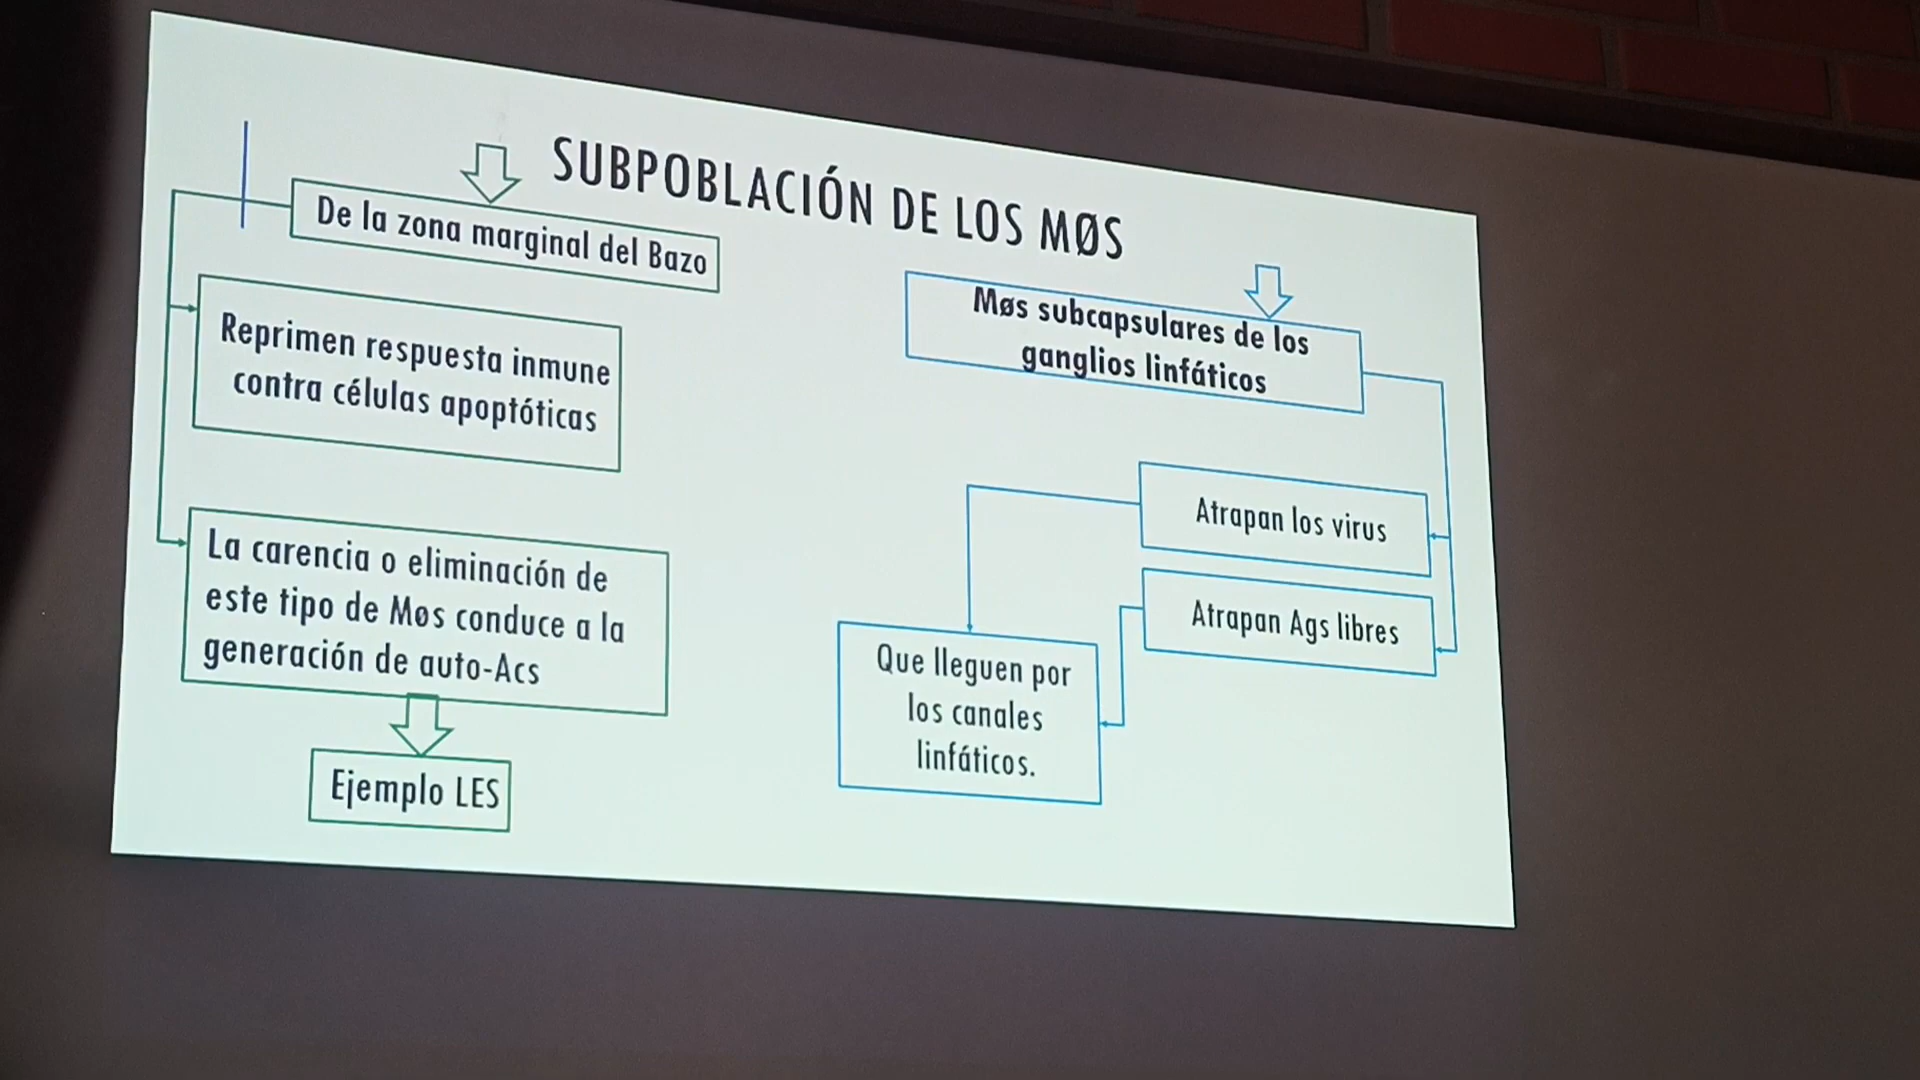 SUBPOBLACIÓN DE LOS MØS
De la zona marginal del Bazo
Reprimen respuesta inmune
contra células apoptóticas
La carencia o eliminación de
este tipo de Møs conduce a la
generación de auto-Acs
Ejemplo LES
Møs subcapsulares de los
ganglios linfáticos
Atrapan los virus
Atrapan Ags libres
Que lleguen por
los canales
linfáticos.